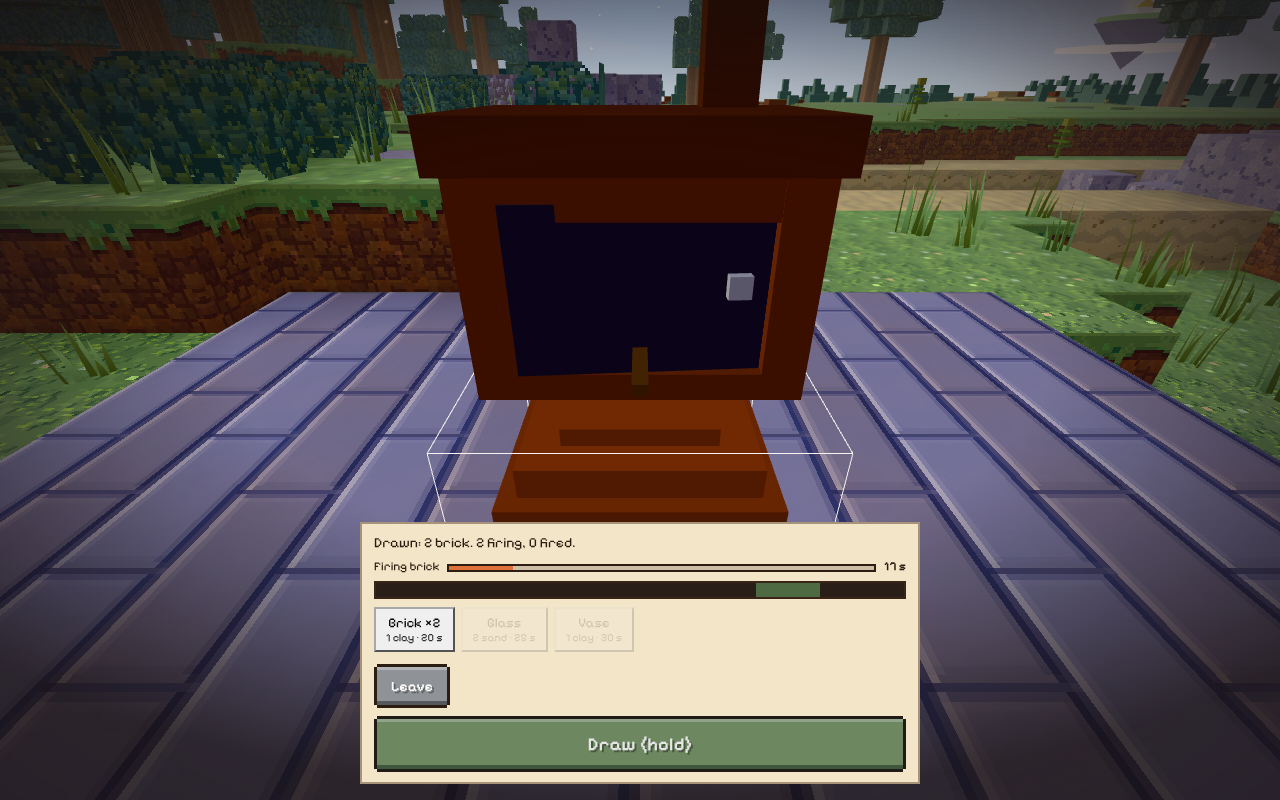 Drawn: 2 brick. 2 firing, 0 fired.
Firing brick 17 s
Brick ×2 Glass Vase
1 clay · 20 s 2 sand · 25 s 1 clay · 30 s
Leave
Draw (hold)